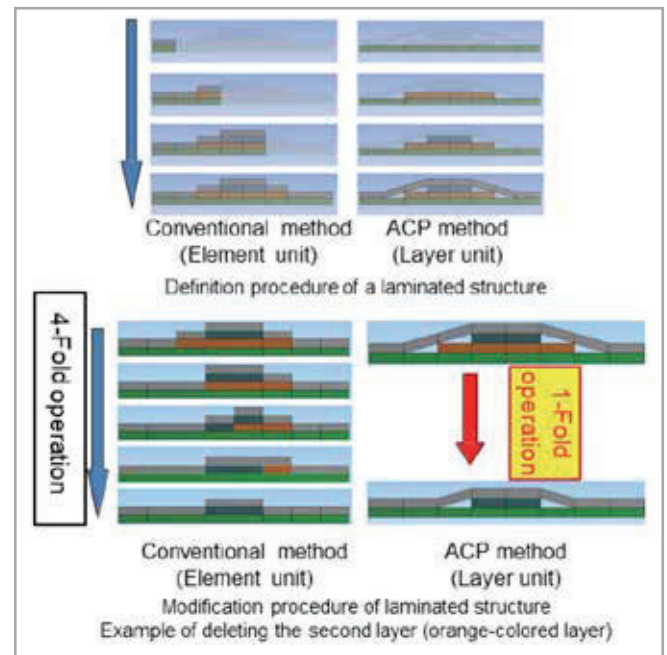 Conventional method
(Element unit)
ACP method
(Layer unit)
Definition procedure of a laminated structure
4-Fold operation
1-Fold
operation
Conventional method
(Element unit)
ACP method
(Layer unit)
Modification procedure of laminated structure
Example of deleting the second layer (orange-colored layer)